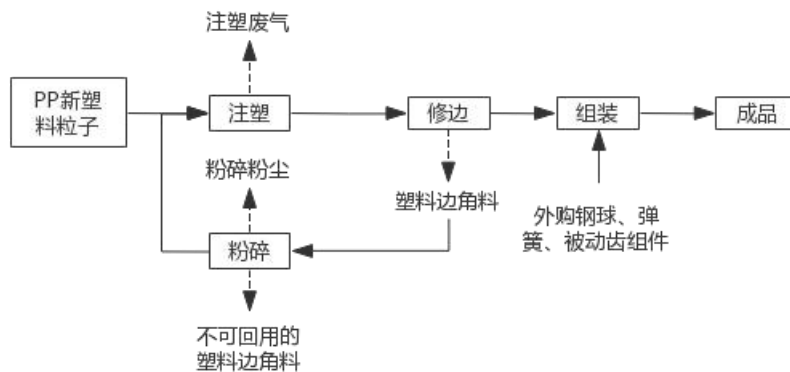 注塑废气
PP新塑
料粒子
注塑
修边
组装
成品
粉碎粉尘
塑料边角料
外购钢球、弹
簧、被动齿组件
粉碎
不可回用的
塑料边角料